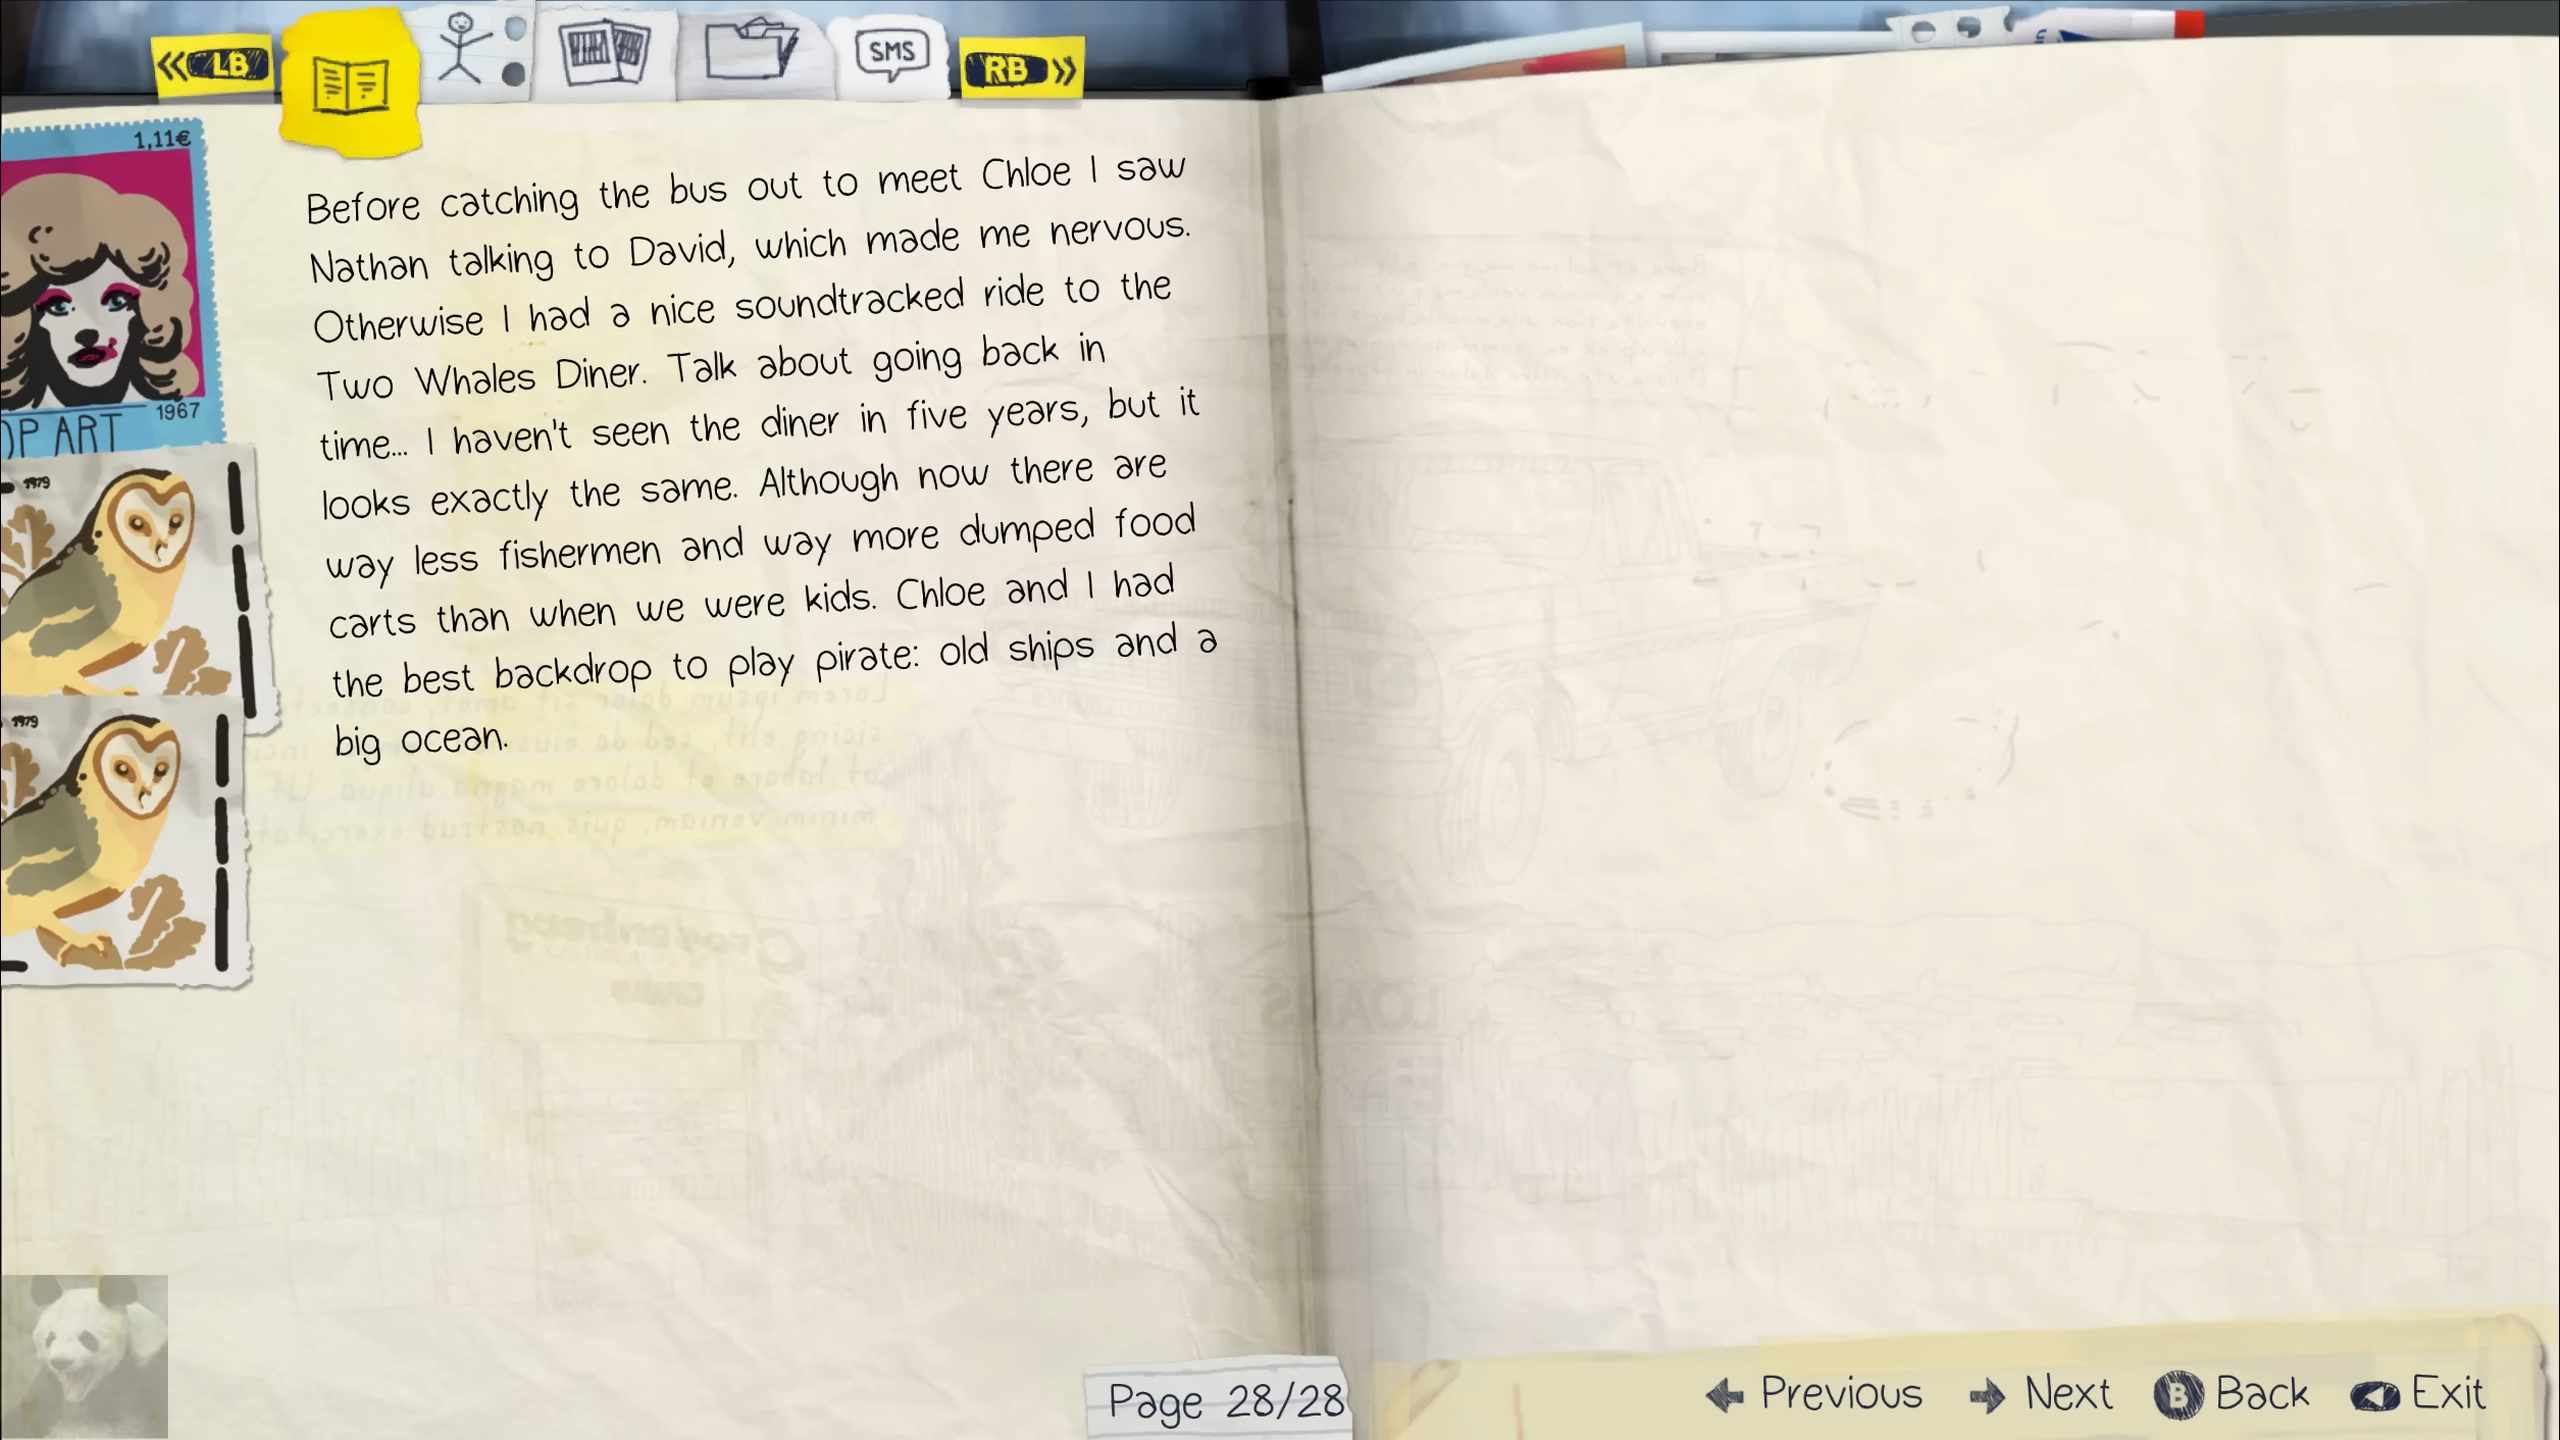 LB
SMS
RB
1,11€
1967
OP ART
1979
1979
Before catching the bus out to meet Chloe I saw
Nathan talking to David, which made me nervous.
Otherwise I had a nice soundtracked ride to the
Two Whales Diner. Talk about going back in
time... I haven't seen the diner in five years, but it
looks exactly the same. Although now there are
way less fishermen and way more dumped food
carts than when we were kids. Chloe and I had
the best backdrop to play pirate: old ships and a
big ocean.
Page 28/28
Previous
Next
B Back
Exit